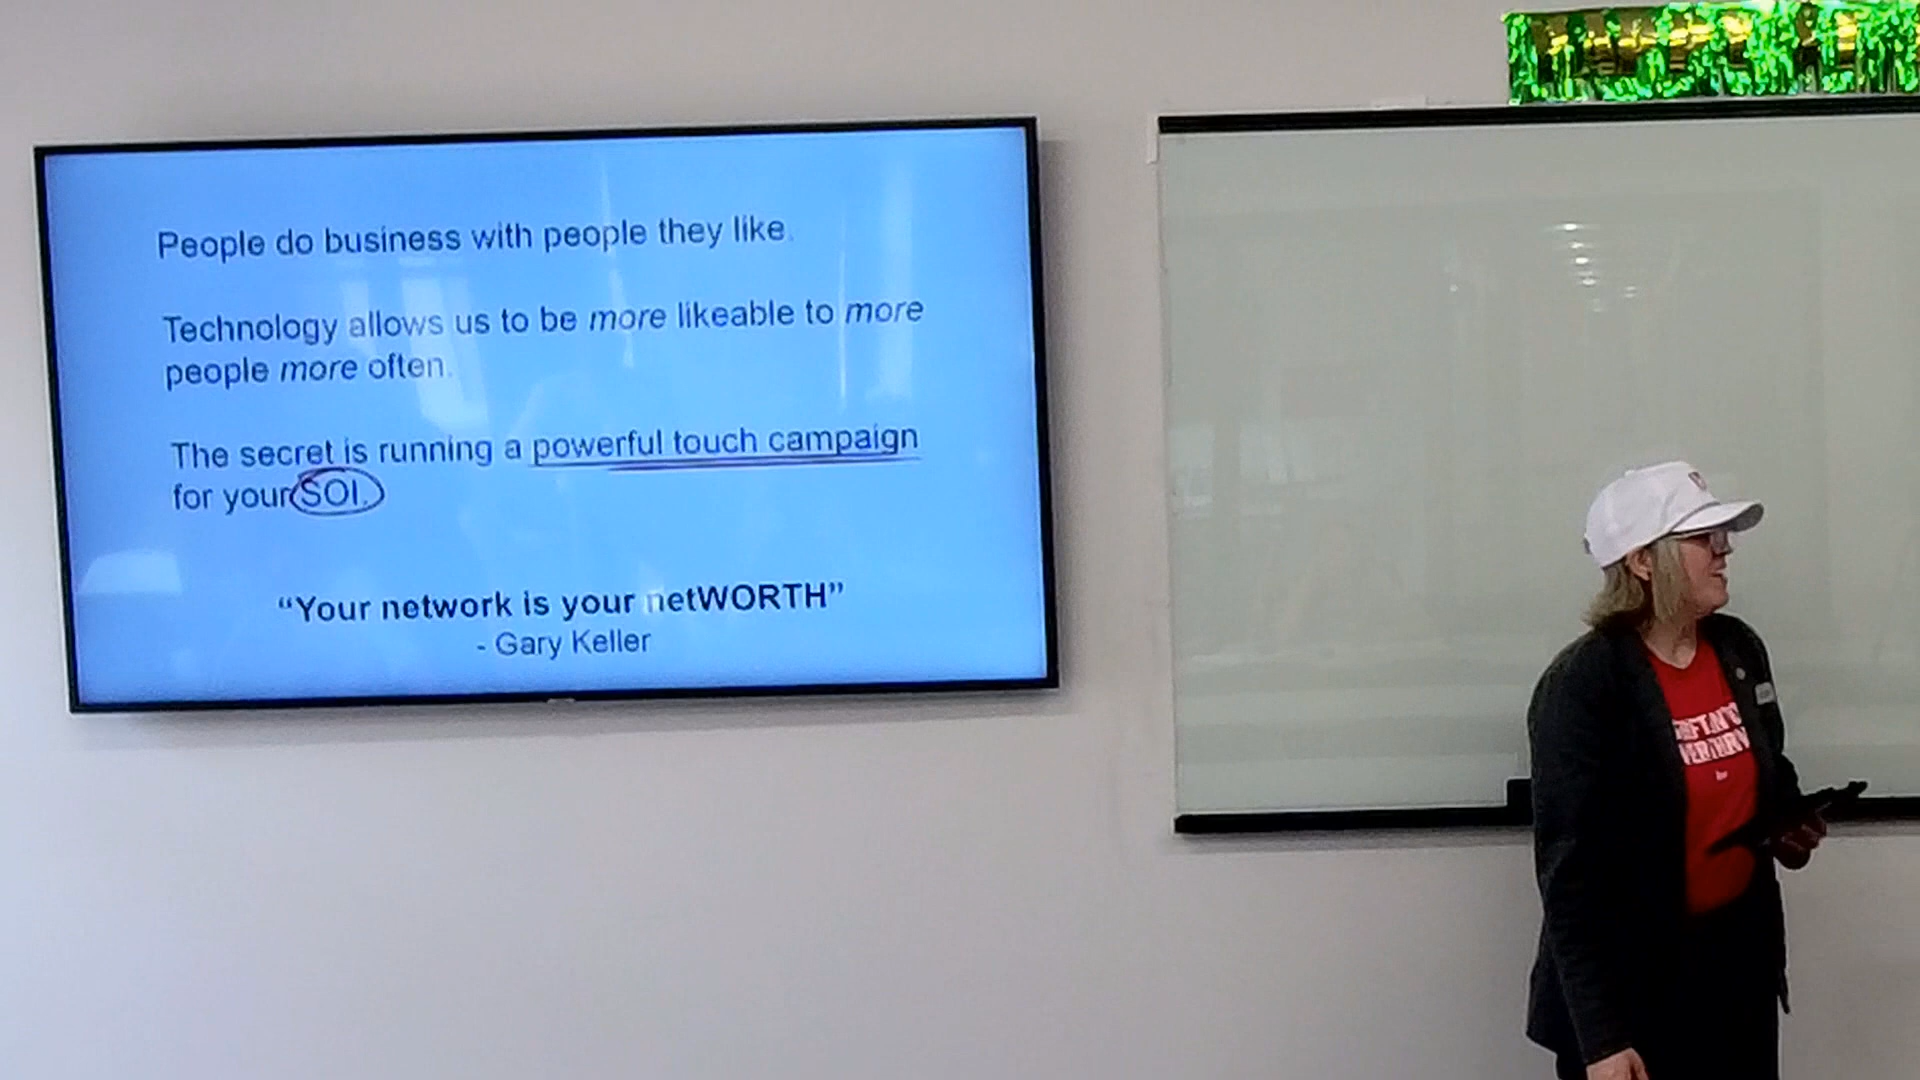 People do business with people they like.
Technology allows us to be more likeable to more
people more often.
The secret is running a powerful touch campaign
for your SOI.
“Your network is your netWORTH”
- Gary Keller